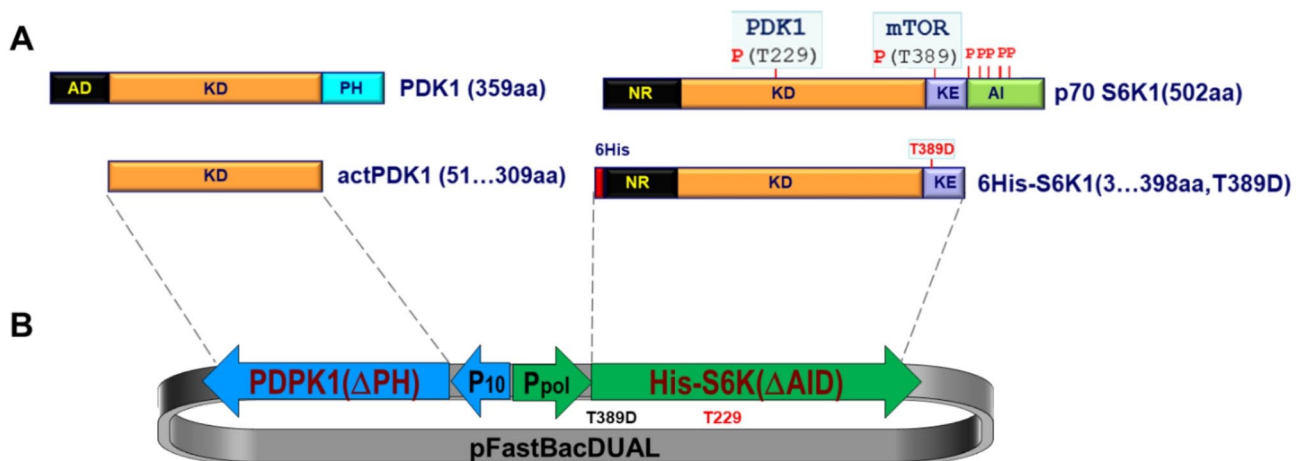 A
PDK1
P (T229)
mTOR
P (T389)
P PP PP
AD KD PH PDK1 (359aa)
NR KD KE AI p70 S6K1(502aa)
KD actPDK1 (51...309aa)
6His
T389D
NR KD KE 6His-S6K1(3...398aa,T389D)
B
PDPK1(ΔPH) P10 Ppol His-S6K(ΔAID)
T389D T229
pFastBacDUAL